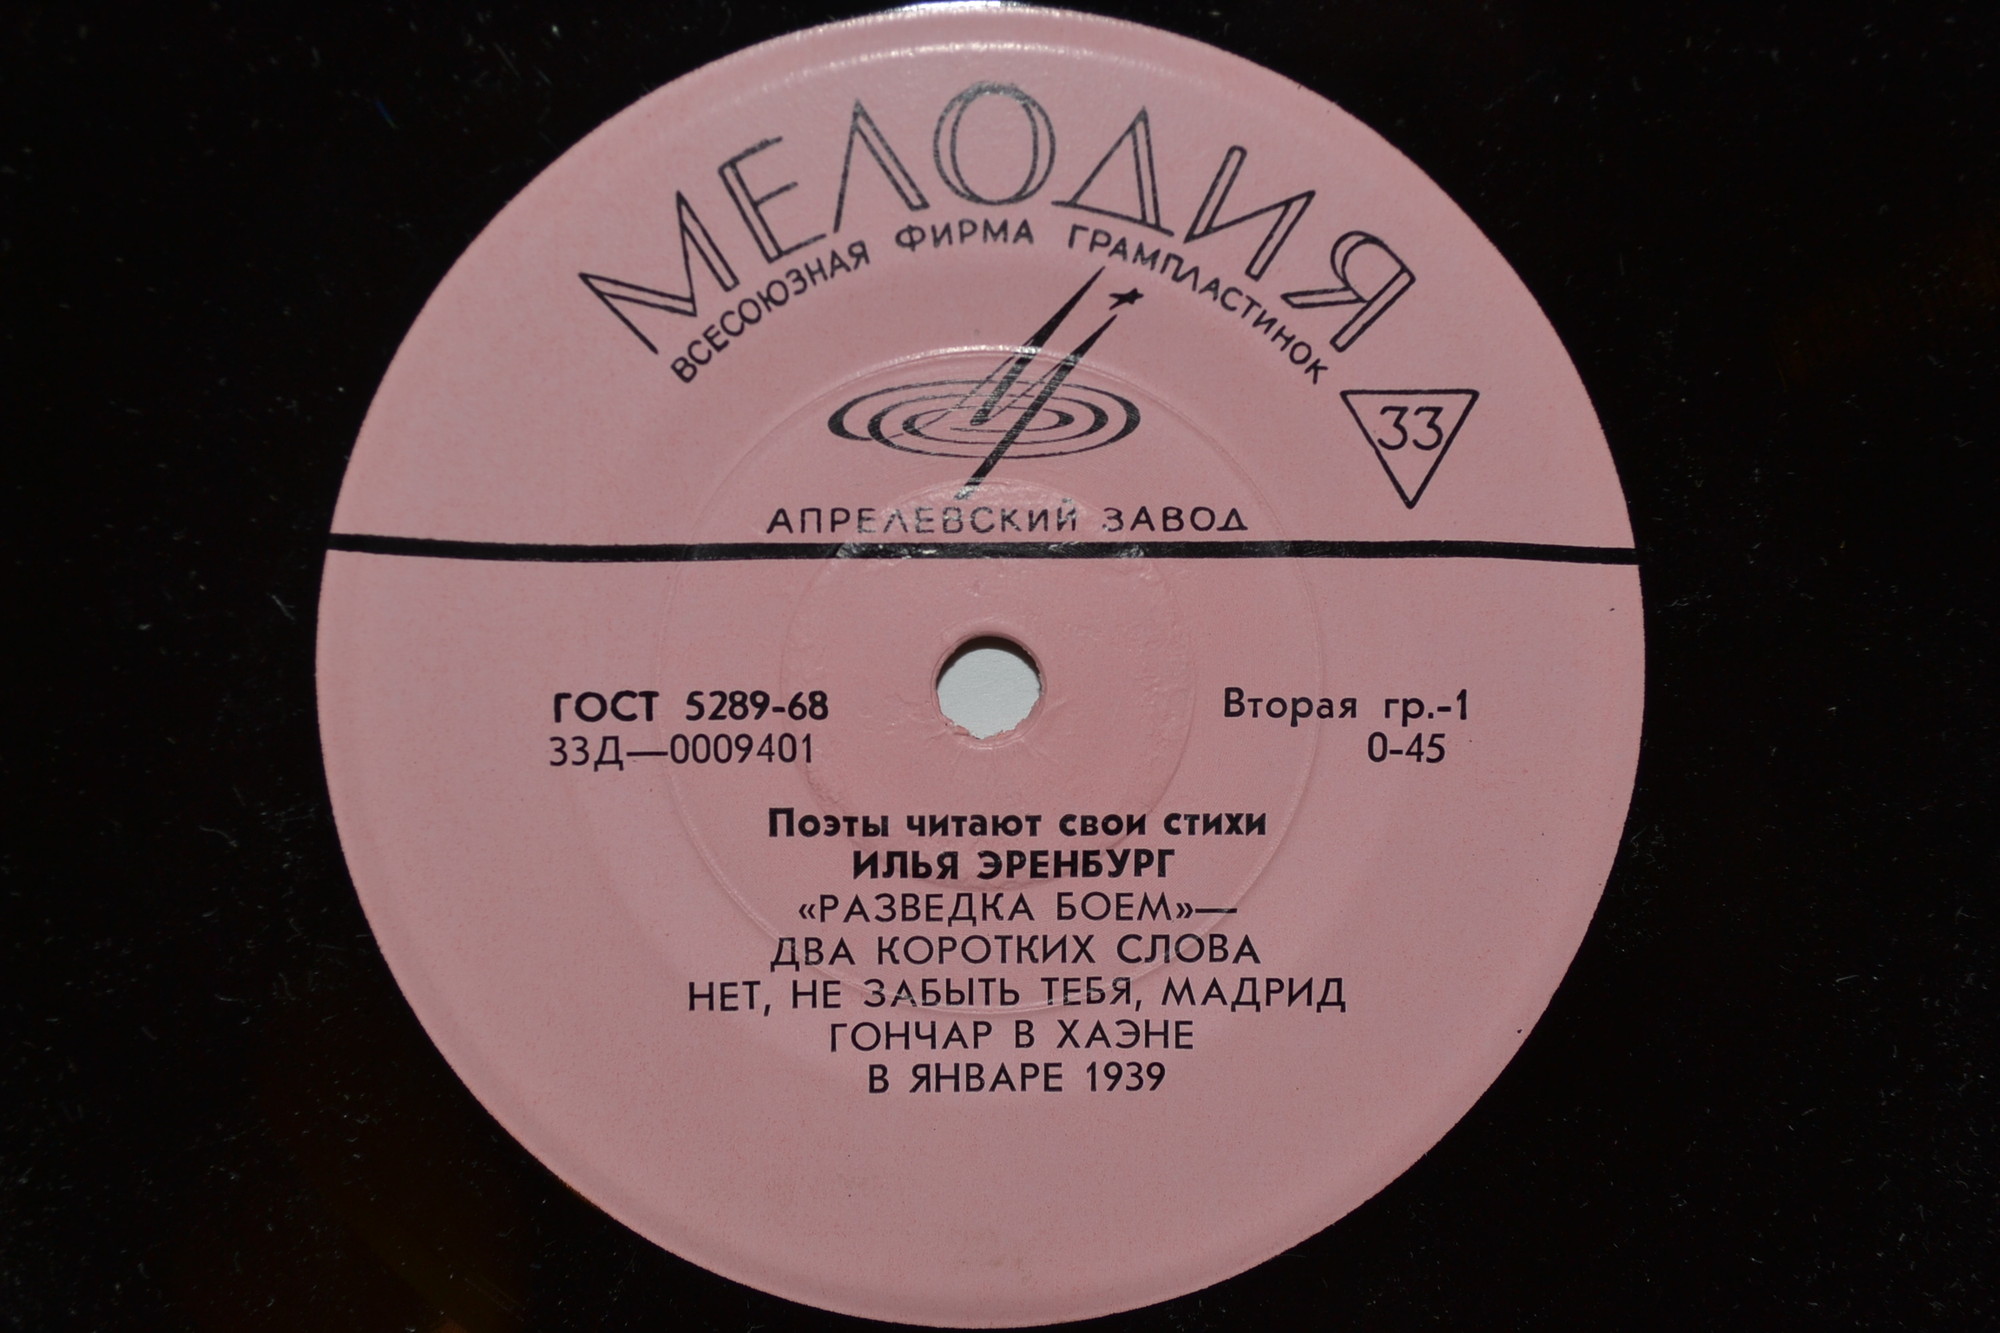 МЕЛОДИЯ
ВСЕСОЮЗНАЯ ФИРМА ГРАМПЛАСТИНОК
33
АПРЕЛЕВСКИЙ ЗАВОД
ГОСТ 5289-68
33Д—0009401
Вторая гр.-1
0-45
Поэты читают свои стихи
ИЛЬЯ ЭРЕНБУРГ
«РАЗВЕДКА БОЕМ»—
ДВА КОРОТКИХ СЛОВА
НЕТ, НЕ ЗАБЫТЬ ТЕБЯ, МАДРИД
ГОНЧАР В ХАЭНЕ
В ЯНВАРЕ 1939